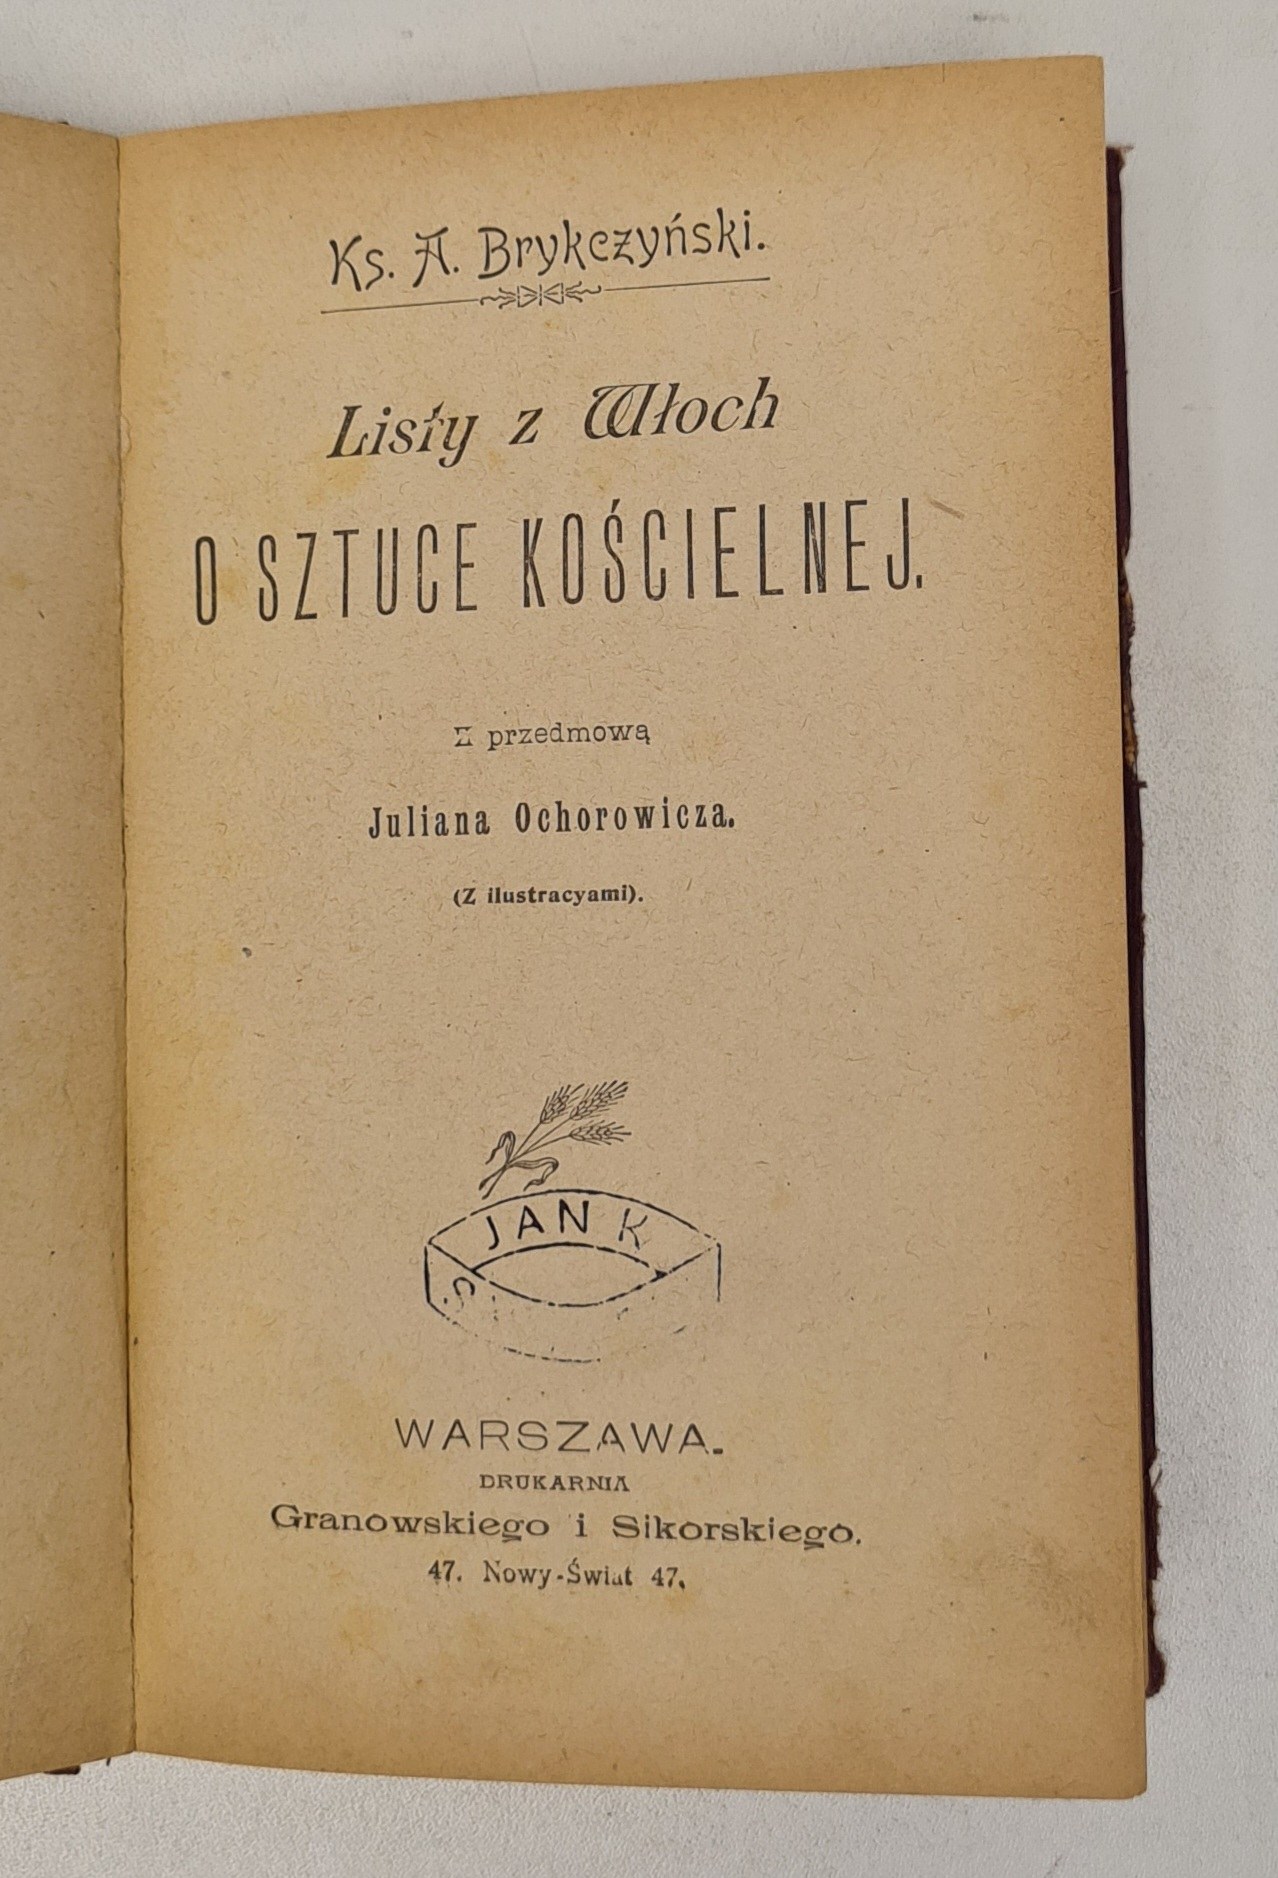 Ks. A. Brykczyński.
Listy z Włoch
O SZTUCE KOŚCIELNEJ.
Z przedmową
Juliana Ochorowicza.
(Z ilustracyami).
JAN K
WARSZAWA.
DRUKARNIA
Granowskiego i Sikorskiego.
47. Nowy-Świat 47.